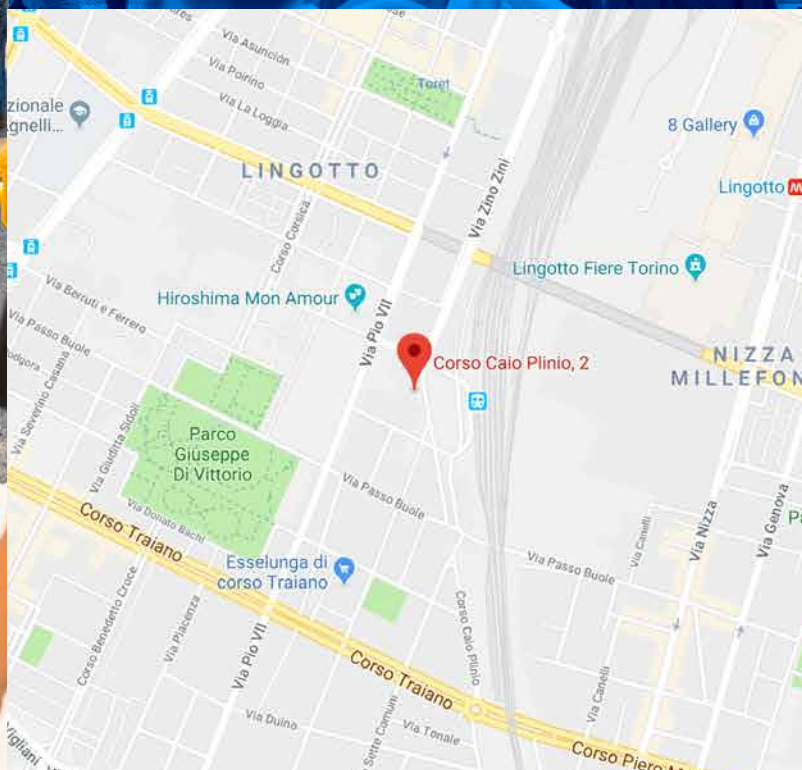 Via Asunción
Via Poirino
Via La Loggia
Toret
zionale
gnelli...
8 Gallery
LINGOTTO
Lingotto
Via Zino Zini
Corso Corsica
Lingotto Fiere Torino
Hiroshima Mon Amour
Via Berruti e Ferrero
Via Pio VII
Via Passo Buole
Corso Caio Plinio, 2
NIZZA
MILLEFON
odgora
Via Severino Casana
Via Giuditta Sidoli
Parco
Giuseppe
Di Vittorio
Via Passo Buole
Via Nizza
Via Genova
Corso Traiano
Via Donato Bachi
Via Canelli
Esselunga di
corso Traiano
Via Passo Buole
Corso Benedetto Croce
Via Piacenza
Via Pio VII
Corso Caio Plinio
Corso Traiano
Via Canelli
Via Duino
Sette Comuni
Via Tonale
Vigliani
Corso Piero M